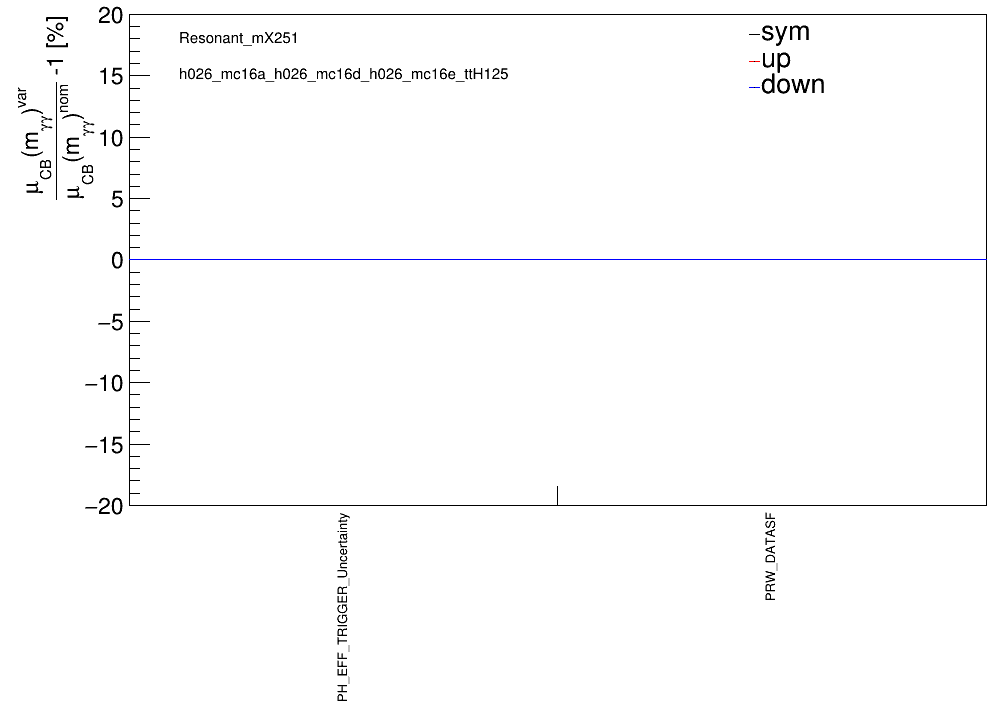 μ_CB(m_γγ)^var
μ_CB(m_γγ)^nom -1 [%]
20
15
10
5
0
−5
−10
−15
−20
Resonant_mX251
h026_mc16a_h026_mc16d_h026_mc16e_ttH125
sym
up
down
PH_EFF_TRIGGER_Uncertainty
PRW_DATASF